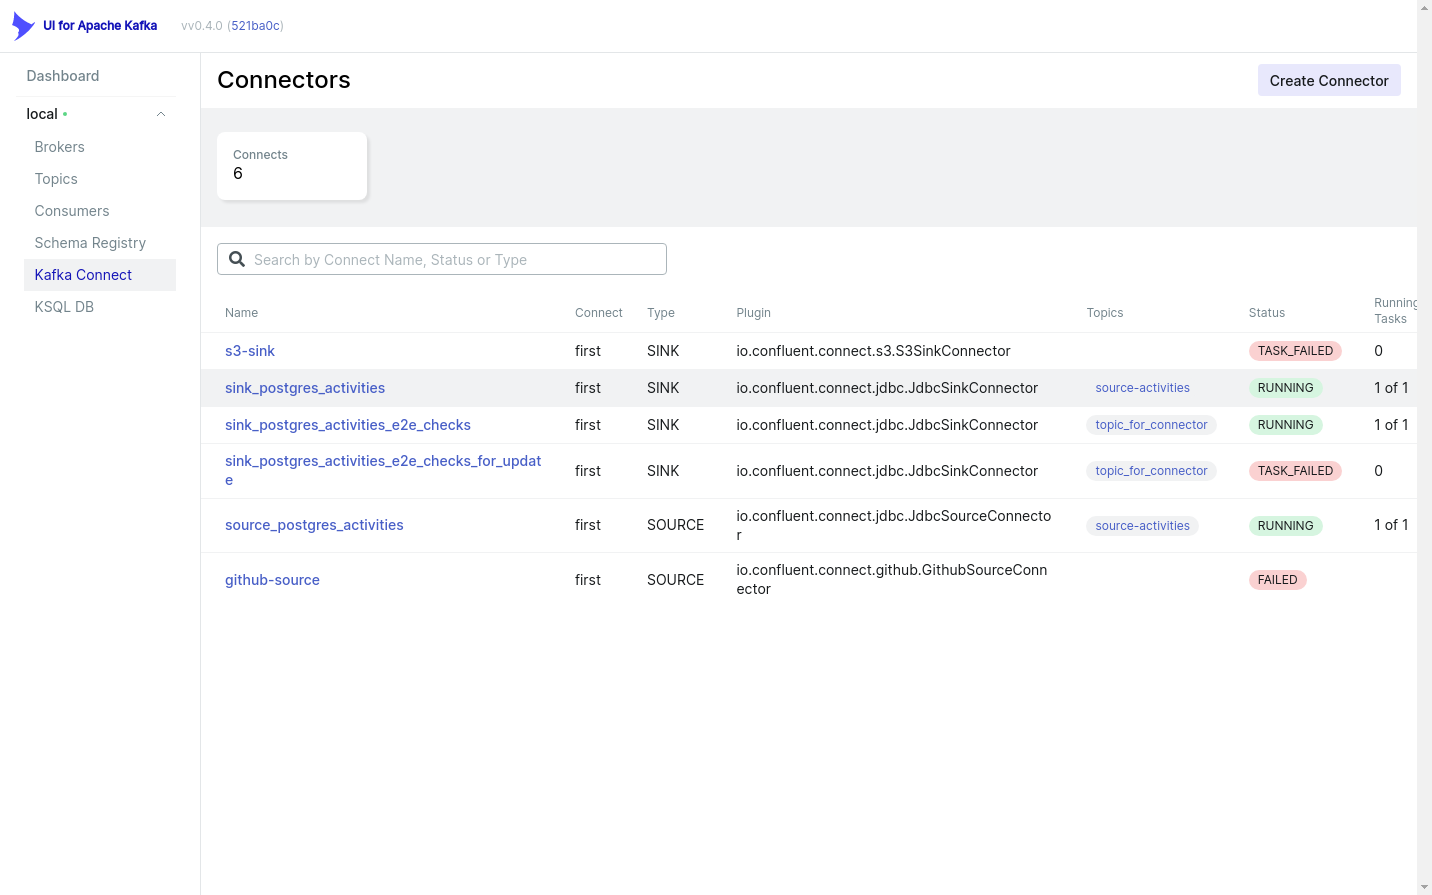 UI for Apache Kafka
vv0.4.0 (521ba0c)
Dashboard
local
Brokers
Topics
Consumers
Schema Registry
Kafka Connect
KSQL DB
Connectors
Create Connector
Connects
6
Search by Connect Name, Status or Type
Name Connect Type Plugin Topics Status Running
Tasks
s3-sink first SINK io.confluent.connect.s3.S3SinkConnector TASK_FAILED 0
sink_postgres_activities first SINK io.confluent.connect.jdbc.JdbcSinkConnector source-activities RUNNING 1 of 1
sink_postgres_activities_e2e_checks first SINK io.confluent.connect.jdbc.JdbcSinkConnector topic_for_connector RUNNING 1 of 1
sink_postgres_activities_e2e_checks_for_updat
e first SINK io.confluent.connect.jdbc.JdbcSinkConnector topic_for_connector TASK_FAILED 0
source_postgres_activities first SOURCE io.confluent.connect.jdbc.JdbcSourceConnecto
r source-activities RUNNING 1 of 1
github-source first SOURCE io.confluent.connect.github.GithubSourceConn
ector FAILED